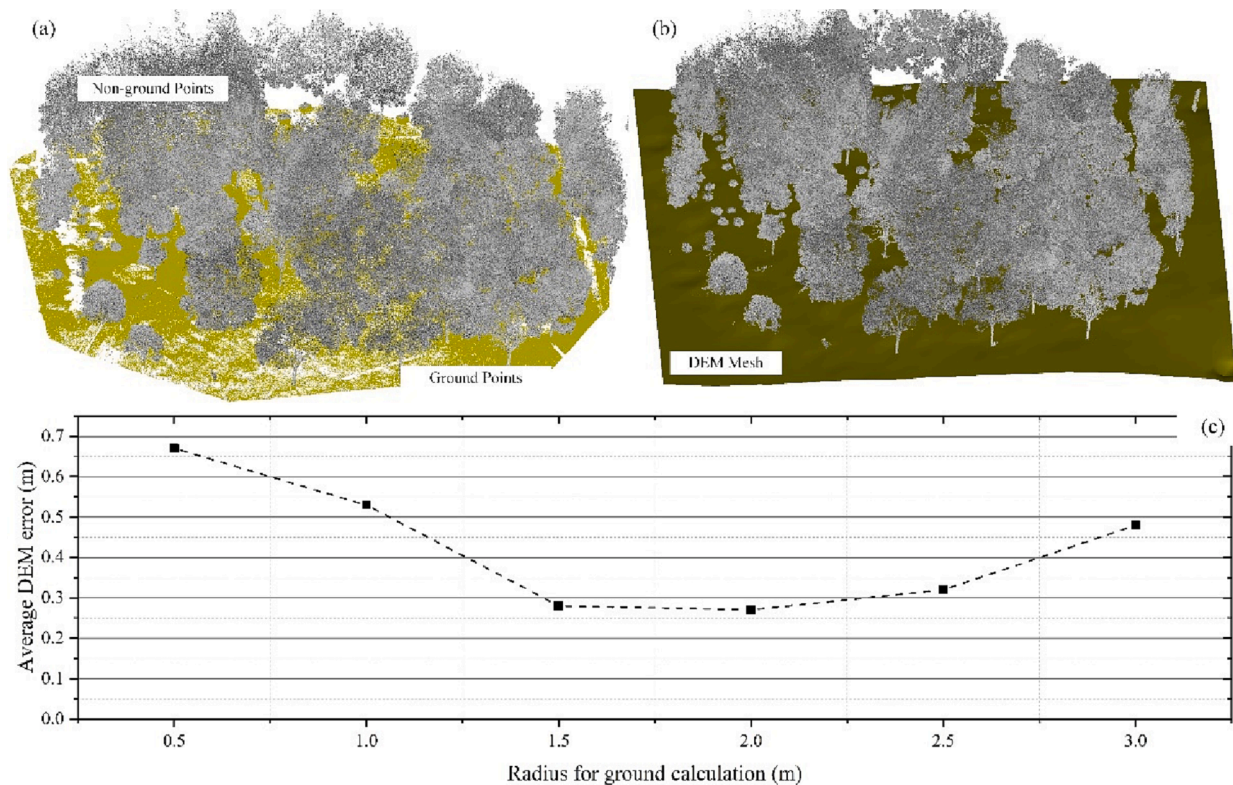 (a)
Non-ground Points
Ground Points
(b)
DEM Mesh
(c)
Average DEM error (m)
0.7
0.6
0.5
0.4
0.3
0.2
0.1
0.0
0.5 1.0 1.5 2.0 2.5 3.0
Radius for ground calculation (m)